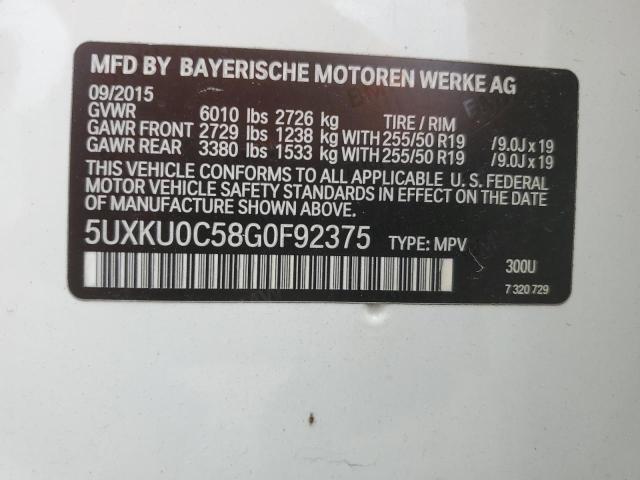 MFD BY BAYERISCHE MOTOREN WERKE AG
09/2015
GVWR 6010 lbs 2726 kg TIRE / RIM
GAWR FRONT 2729 lbs 1238 kg WITH 255/50 R19 /9.0J x 19
GAWR REAR 3380 lbs 1533 kg WITH 255/50 R19 /9.0J x 19
THIS VEHICLE CONFORMS TO ALL APPLICABLE U. S. FEDERAL
MOTOR VEHICLE SAFETY STANDARDS IN EFFECT ON THE DATE
OF MANUFACTURE SHOWN ABOVE.
5UXKU0C58G0F92375 TYPE: MPV
300U
7 320 729